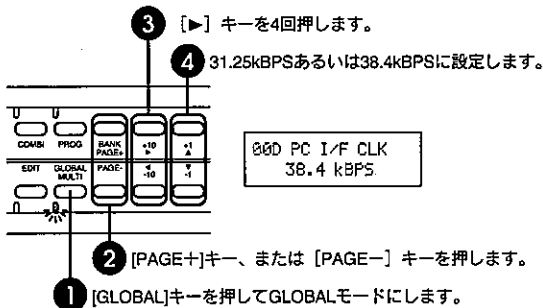 3 [▶] キーを4回押します。
4 31.25kBPSあるいは38.4kBPSに設定します。
COMBI PROG BANK PAGE+ +10 ▶ +1 ▲
EDIT GLOBAL MULTI PAGE- ◀ -10 ▼ -1
00D PC I/F CLK
38.4 kBPS
2 [PAGE+]キー、または [PAGE−] キーを押します。
1 [GLOBAL]キーを押してGLOBALモードにします。